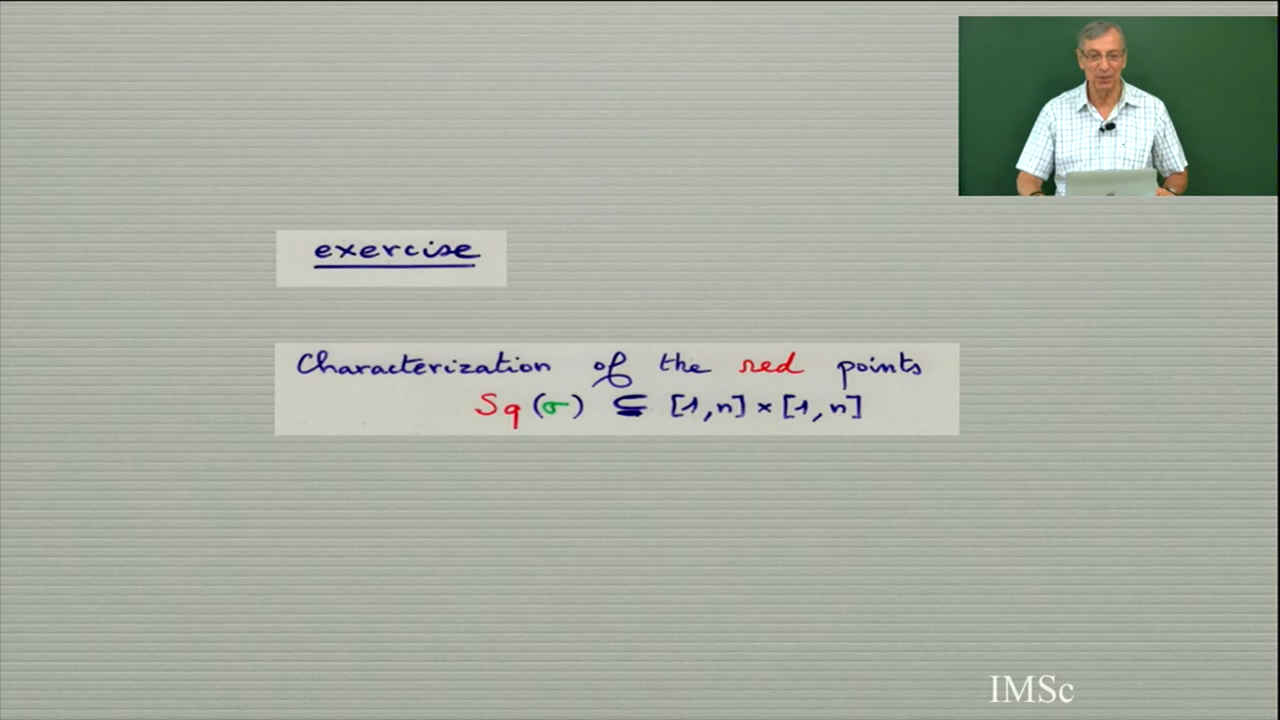 exercise
Characterization of the red points
Sq(σ) ⊆ [1,n] × [1,n]
IMSc